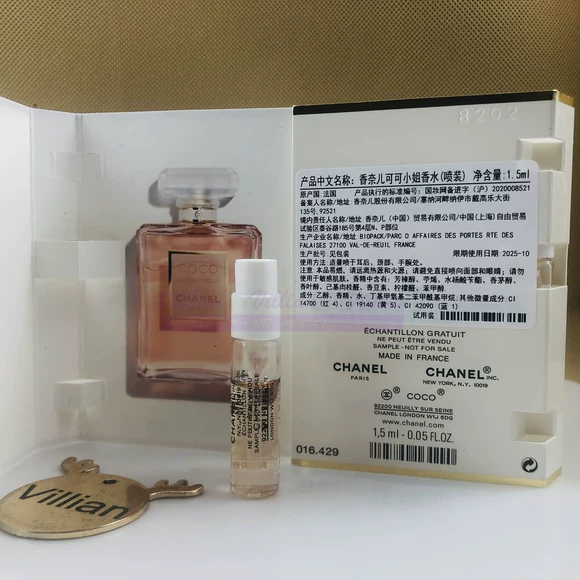 8202
产品中文名称：香奈儿可可小姐香水(喷装) 净含量:1.5ml
原产国:法国 产品执行的标准编号：国妆网备进字（沪）2020008521
备案人名称/地址：香奈儿股份有限公司/塞纳河畔纳伊市戴高乐大街
135号,92521
境内责任人名称/地址：香奈儿（中国）贸易有限公司/中国(上海)自由贸易
试验区泰谷路185号第4层N、P部位
生产企业名称/地址:BIOPACK/PARC D AFFAIRES DES PORTES RTE DES
FALAISES 27100 VAL-DE-REUIL FRANCE
生产批号：见包装 限期使用日期:2025-10
使用方法：适量喷于耳后、颈部、手腕处。
注意：本品易燃，请远离热源和火源；请避免直接喷向面部和眼睛；请勿
使用于敏感肌肤。香精中含有：芳樟醇、苧烯、水杨酸苄酯、香茅醇、
香叶醇、己基肉桂醛、香豆素、柠檬醛、苯甲醇
成分:乙醇、香精、水、丁基甲氧基二苯甲酰基甲烷。其他微量成分:CI
14700（红 4）、CI 19140（黄 5）、CI 42090（蓝 1）
试用装
ÉCHANTILLON GRATUIT
NE PEUT ÊTRE VENDU
SAMPLE - NOT FOR SALE
MADE IN FRANCE
CHANEL CHANEL INC.
PARIS NEW YORK, N.Y. 10019
COCO
92200 NEUILLY SUR SEINE
CHANEL LONDON W1J 6DG
www.chanel.com
1,5 ml - 0.05 FL.OZ.
016.429
COCO
CHANEL
Villian